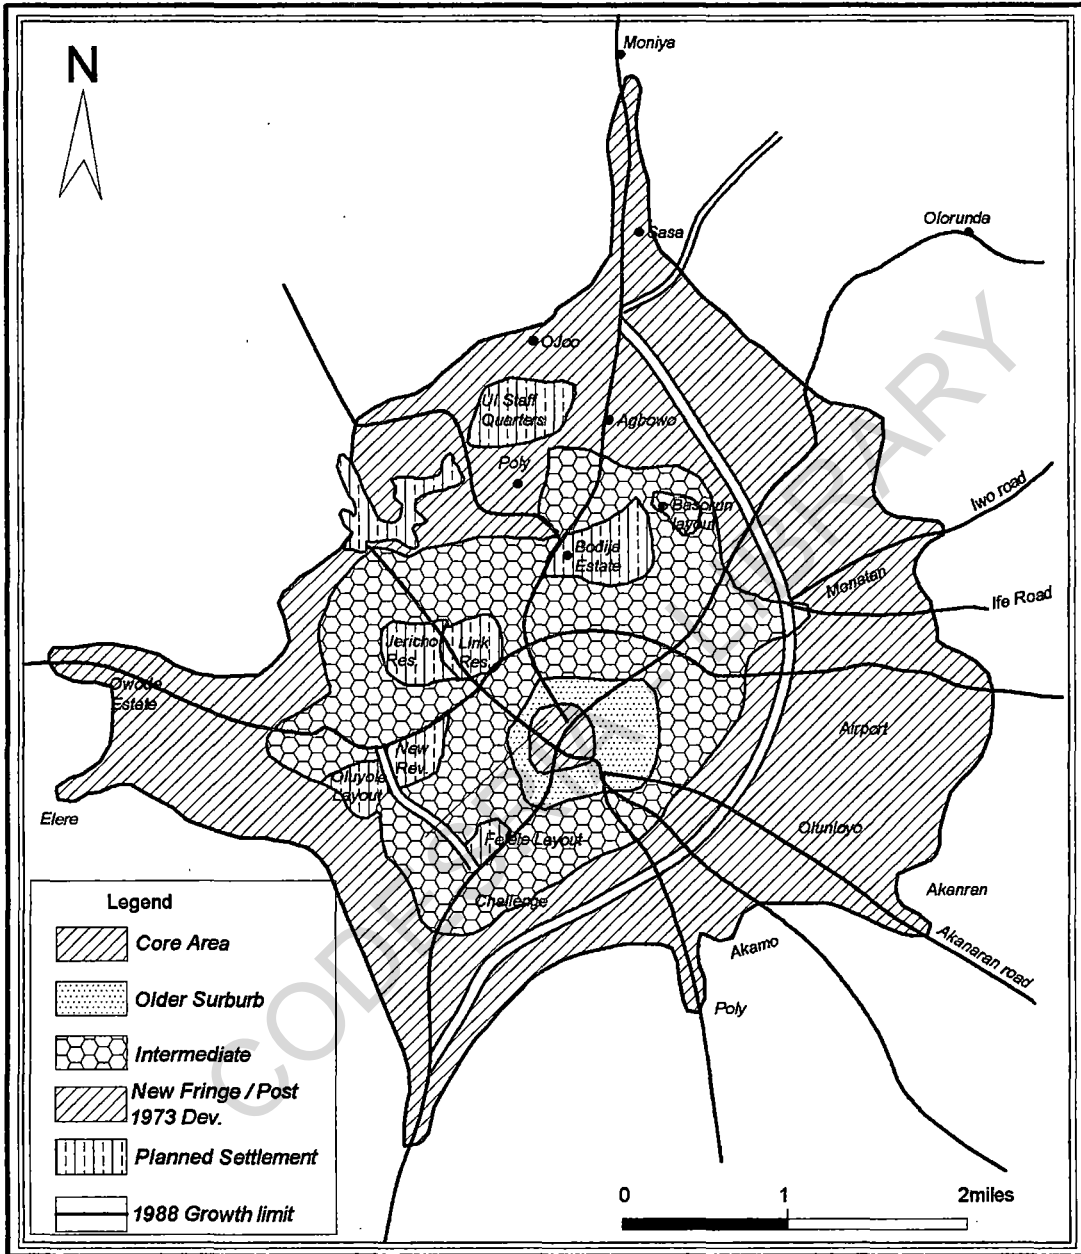 N
Moniya
Sasa
Olorunda
OJoo
UI Staff
Quarters
Agbowo
Poly
Basorun
layout
Iwo road
Bodija
Estate
Monatan
Ife Road
Jericho
Res.
Link
Res.
Owode
Estate
Airport
New
Rev.
Oluyole
Layout
Elere
Olunloyo
Felele Layout
Challenge
Akanran
Akamo
Akanaran road
Poly
Legend
Core Area
Older Surburb
Intermediate
New Fringe / Post
1973 Dev.
Planned Settlement
1988 Growth limit
0 1 2miles
CODESRIA - LIBRARY